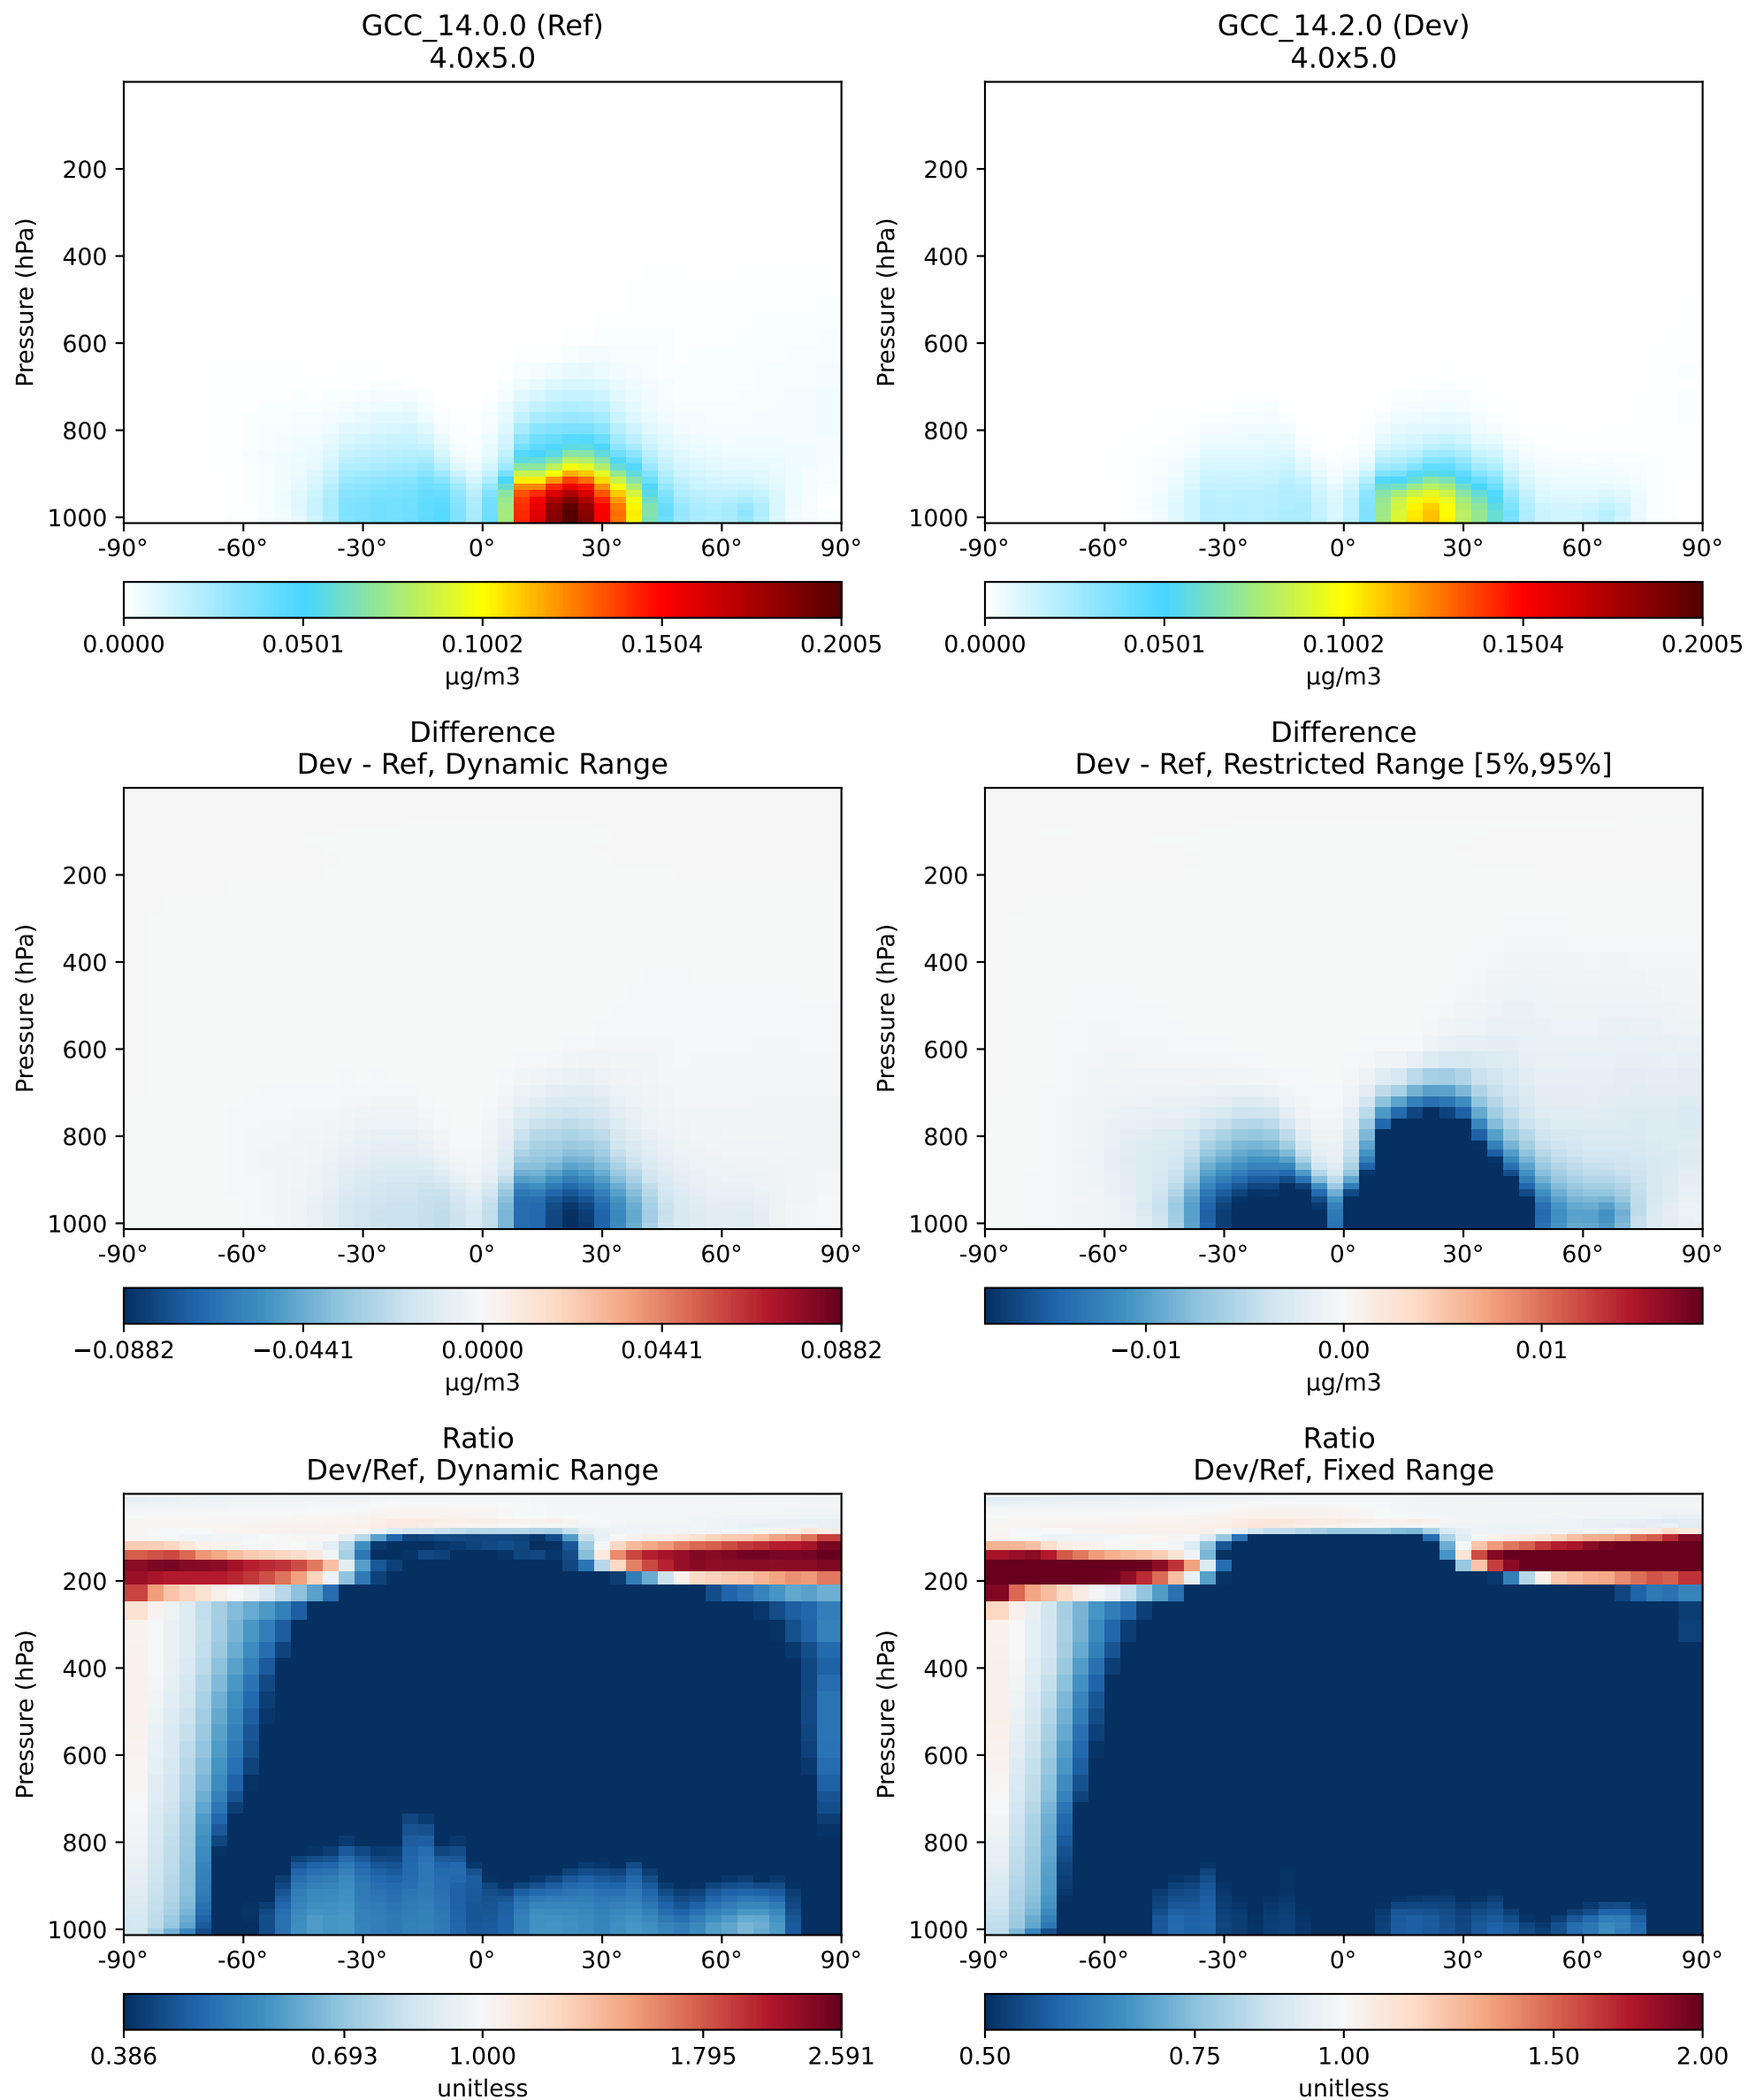 GCC_14.0.0 (Ref)
4.0x5.0
Pressure (hPa)
200
400
600
800
1000
-90° -60° -30° 0° 30° 60° 90°
0.0000 0.0501 0.1002 0.1504 0.2005
µg/m3
GCC_14.2.0 (Dev)
4.0x5.0
Pressure (hPa)
200
400
600
800
1000
-90° -60° -30° 0° 30° 60° 90°
0.0000 0.0501 0.1002 0.1504 0.2005
µg/m3
Difference
Dev - Ref, Dynamic Range
Pressure (hPa)
200
400
600
800
1000
-90° -60° -30° 0° 30° 60° 90°
−0.0882 −0.0441 0.0000 0.0441 0.0882
µg/m3
Difference
Dev - Ref, Restricted Range [5%,95%]
Pressure (hPa)
200
400
600
800
1000
-90° -60° -30° 0° 30° 60° 90°
−0.01 0.00 0.01
µg/m3
Ratio
Dev/Ref, Dynamic Range
Pressure (hPa)
200
400
600
800
1000
-90° -60° -30° 0° 30° 60° 90°
0.386 0.693 1.000 1.795 2.591
unitless
Ratio
Dev/Ref, Fixed Range
Pressure (hPa)
200
400
600
800
1000
-90° -60° -30° 0° 30° 60° 90°
0.50 0.75 1.00 1.50 2.00
unitless